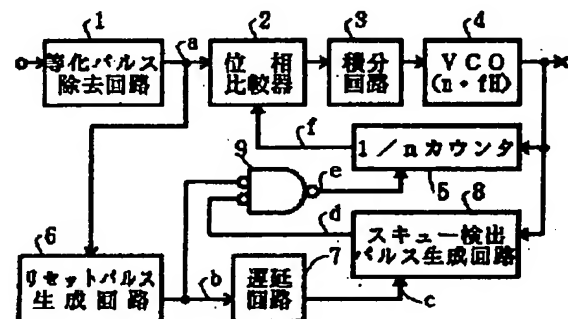 1
等化パルス
除去回路
a
2
位相
比較器
3
積分
回路
4
VCO
(n・fH)
f
1/nカウンタ
5
9
e
d
8
スキュー検出
パルス生成回路
6
リセットパルス
生成回路
b
遅延
回路
7
c